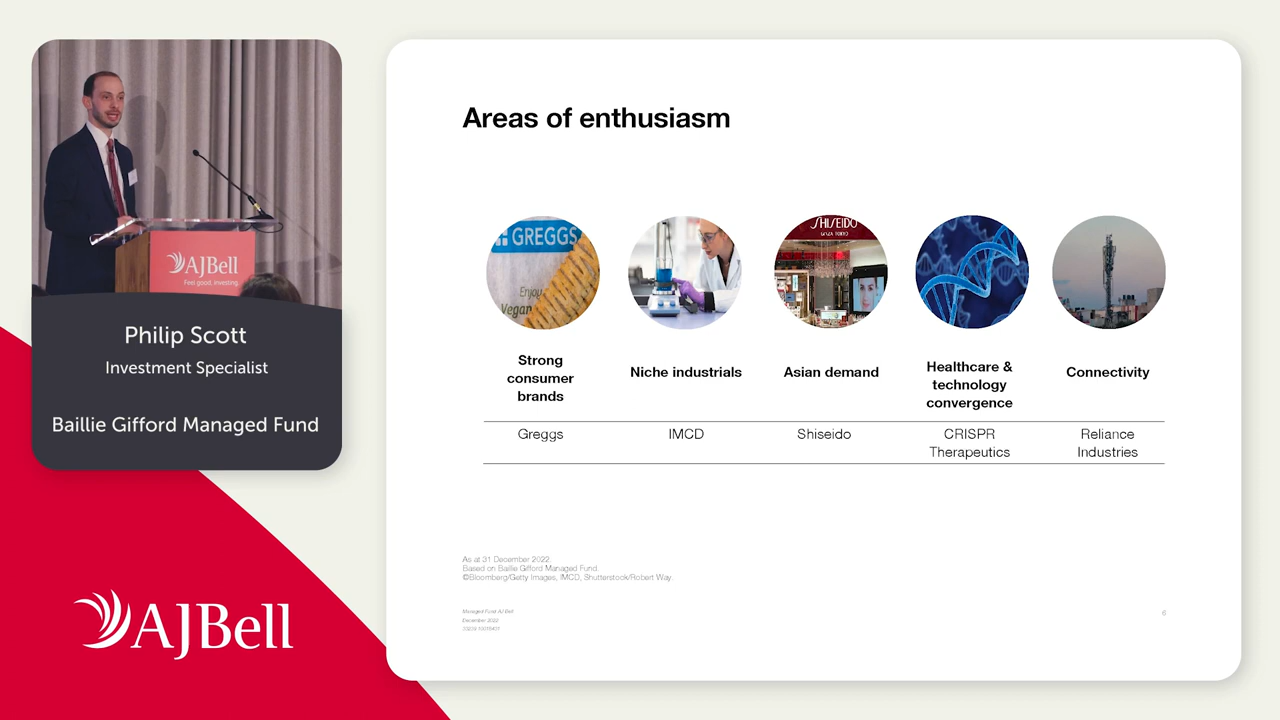 AJBell
Feel good, investing.
Philip Scott
Investment Specialist
Baillie Gifford Managed Fund
AJBell
Areas of enthusiasm
GREGGS
Enjoy
Vegan
SHISEIDO
GINZA TOKYO
Strong
consumer
brands
Niche industrials
Asian demand
Healthcare &
technology
convergence
Connectivity
Greggs
IMCD
Shiseido
CRISPR
Therapeutics
Reliance
Industries
As at 31 December 2022.
Based on Baillie Gifford Managed Fund.
©Bloomberg/Getty Images, IMCD, Shutterstock/Robert Way.
Managed Fund AJ Bell
December 2022
6